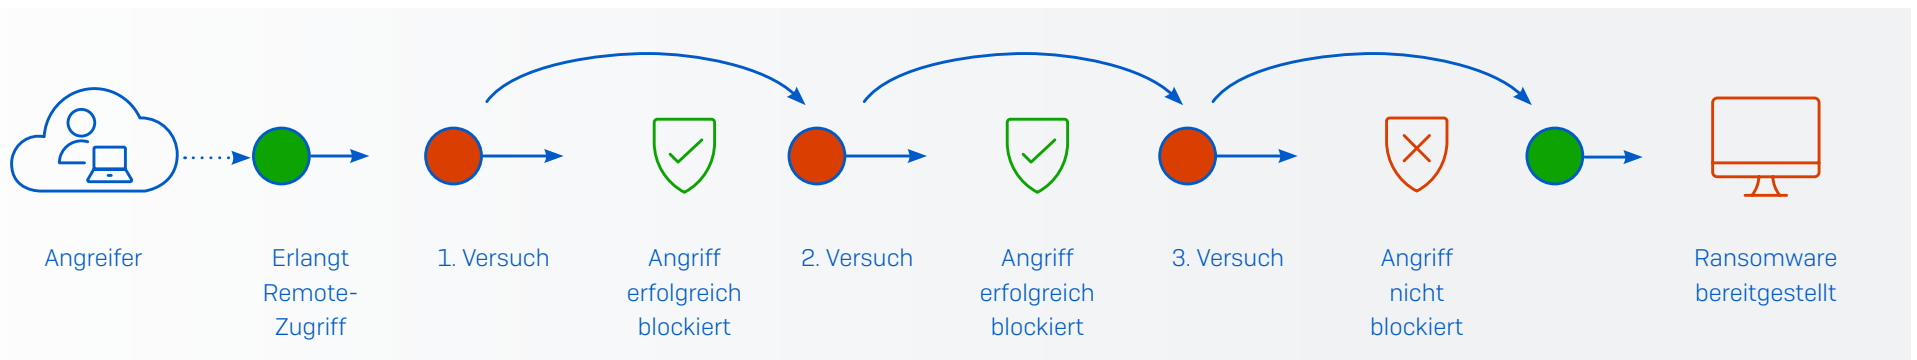 Angreifer
Erlangt
Remote-
Zugriff
1. Versuch
Angriff
erfolgreich
blockiert
2. Versuch
Angriff
erfolgreich
blockiert
3. Versuch
Angriff
nicht
blockiert
Ransomware
bereitgestellt